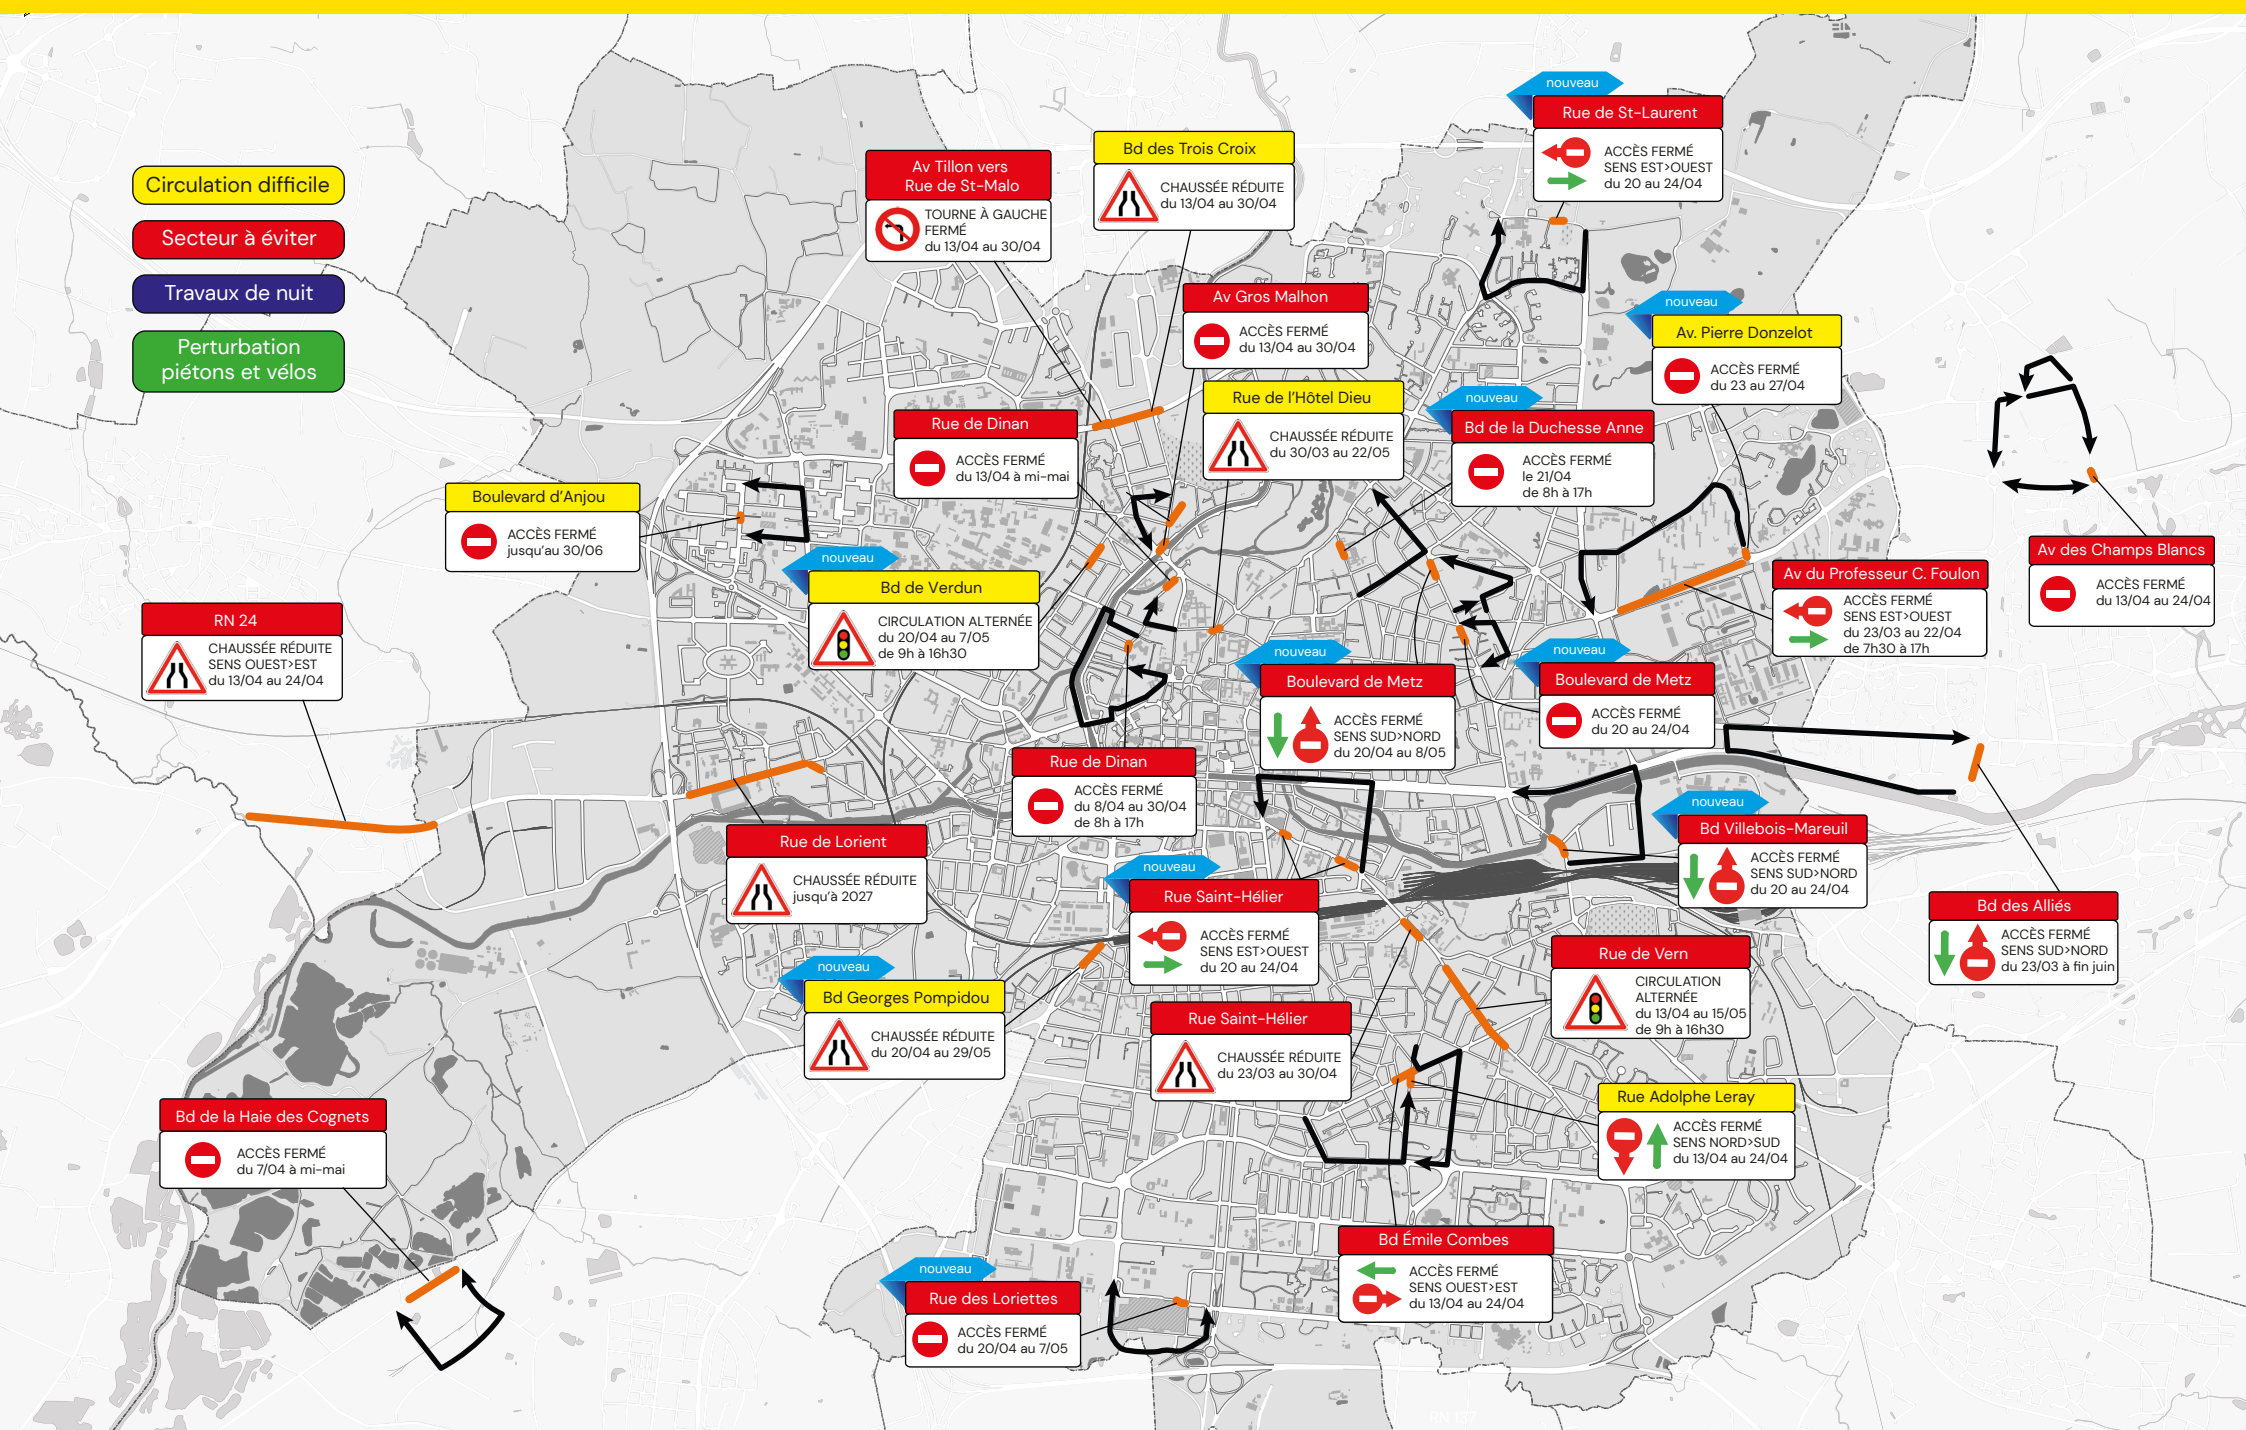 Circulation difficile
Secteur à éviter
Travaux de nuit
Perturbation
piétons et vélos
nouveau
Rue de St-Laurent
ACCÈS FERMÉ
SENS EST>OUEST
du 20 au 24/04
Bd des Trois Croix
CHAUSSÉE RÉDUITE
du 13/04 au 30/04
Av Tillon vers
Rue de St-Malo
TOURNE À GAUCHE
FERMÉ
du 13/04 au 30/04
Av Gros Malhon
ACCÈS FERMÉ
du 13/04 au 30/04
nouveau
Av. Pierre Donzelot
ACCÈS FERMÉ
du 23 au 27/04
Rue de l'Hôtel Dieu
CHAUSSÉE RÉDUITE
du 30/03 au 22/05
nouveau
Bd de la Duchesse Anne
ACCÈS FERMÉ
le 21/04
de 8h à 17h
Rue de Dinan
ACCÈS FERMÉ
du 13/04 à mi-mai
Boulevard d'Anjou
ACCÈS FERMÉ
jusqu'au 30/06
nouveau
Bd de Verdun
CIRCULATION ALTERNÉE
du 20/04 au 7/05
de 9h à 16h30
Av des Champs Blancs
ACCÈS FERMÉ
du 13/04 au 24/04
Av du Professeur C. Foulon
ACCÈS FERMÉ
SENS EST>OUEST
du 23/03 au 22/04
de 7h30 à 17h
RN 24
CHAUSSÉE RÉDUITE
SENS OUEST>EST
du 13/04 au 24/04
nouveau
Boulevard de Metz
ACCÈS FERMÉ
SENS SUD>NORD
du 20/04 au 8/05
nouveau
Boulevard de Metz
ACCÈS FERMÉ
du 20 au 24/04
Rue de Dinan
ACCÈS FERMÉ
du 8/04 au 30/04
de 8h à 17h
nouveau
Bd Villebois-Mareuil
ACCÈS FERMÉ
SENS SUD>NORD
du 20 au 24/04
Rue de Lorient
CHAUSSÉE RÉDUITE
jusqu'à 2027
nouveau
Rue Saint-Hélier
ACCÈS FERMÉ
SENS EST>OUEST
du 20 au 24/04
Bd des Alliés
ACCÈS FERMÉ
SENS SUD>NORD
du 23/03 à fin juin
Rue de Vern
CIRCULATION
ALTERNÉE
du 13/04 au 15/05
de 9h à 16h30
nouveau
Bd Georges Pompidou
CHAUSSÉE RÉDUITE
du 20/04 au 29/05
Rue Saint-Hélier
CHAUSSÉE RÉDUITE
du 23/03 au 30/04
Rue Adolphe Leray
ACCÈS FERMÉ
SENS NORD>SUD
du 13/04 au 24/04
Bd de la Haie des Cognets
ACCÈS FERMÉ
du 7/04 à mi-mai
Bd Émile Combes
ACCÈS FERMÉ
SENS OUEST>EST
du 13/04 au 24/04
nouveau
Rue des Loriettes
ACCÈS FERMÉ
du 20/04 au 7/05